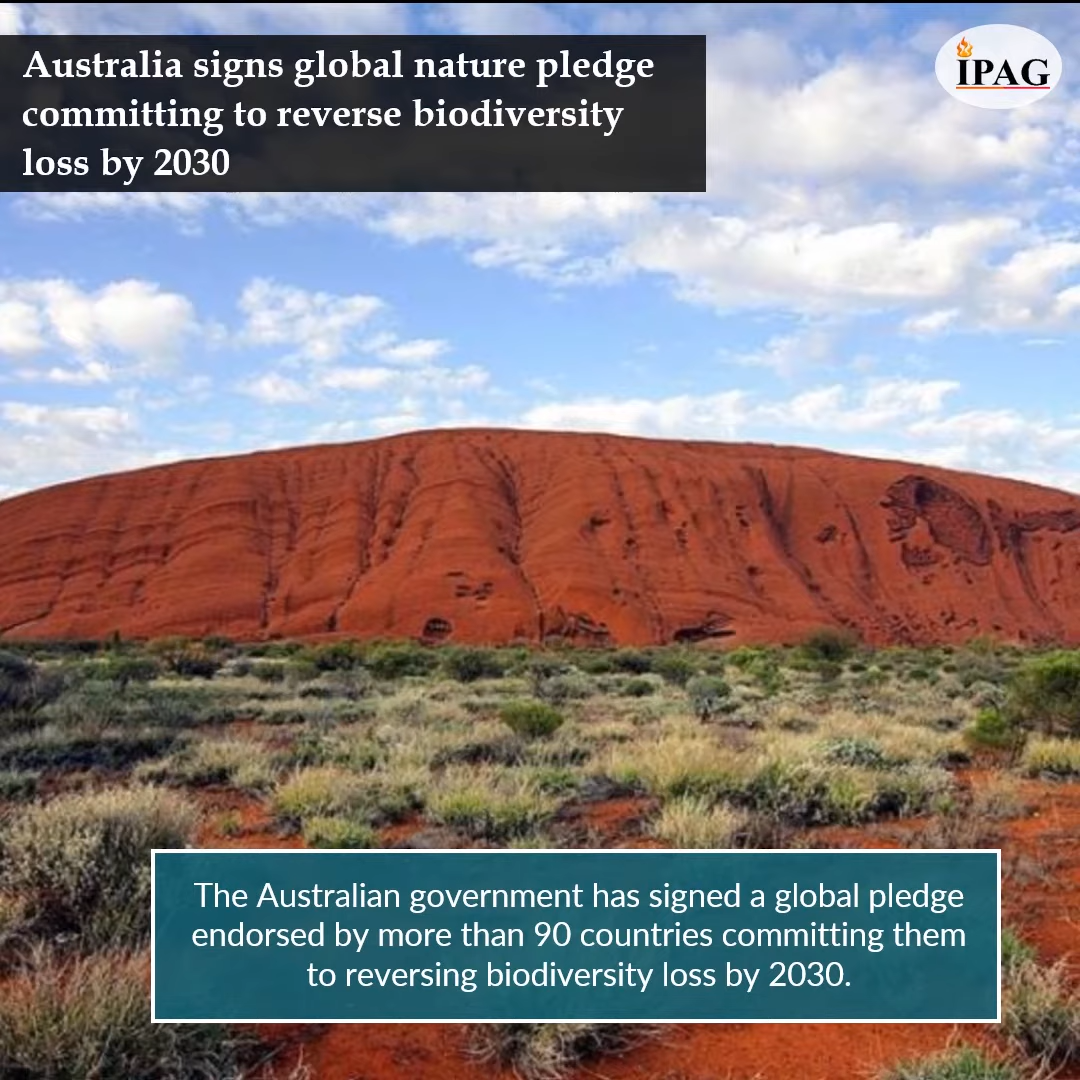 Australia signs global nature pledge
committing to reverse biodiversity
loss by 2030
IPAG
The Australian government has signed a global pledge
endorsed by more than 90 countries committing them
to reversing biodiversity loss by 2030.